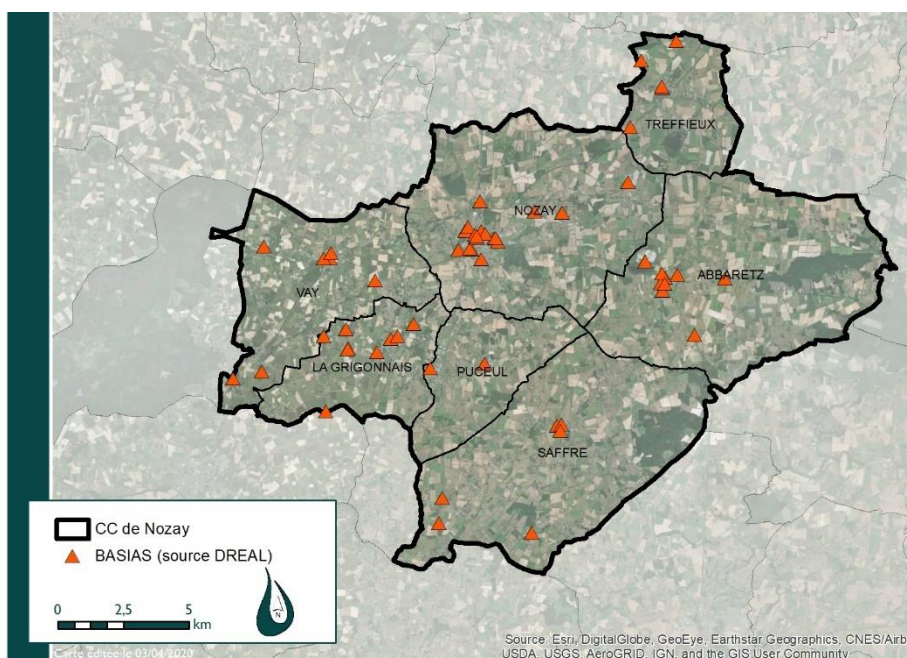 TREFFIEUX
NOZAY
ABBARETZ
VAY
LA GRIGONNAIS
PUCEUL
SAFFRE
CC de Nozay
BASIAS (source DREAL)
N
0 2,5 5
km
Carte éditée le 03/04/2020
Source: Esri, DigitalGlobe, GeoEye, Earthstar Geographics, CNES/Airb
USDA, USGS, AeroGRID, IGN, and the GIS User Community